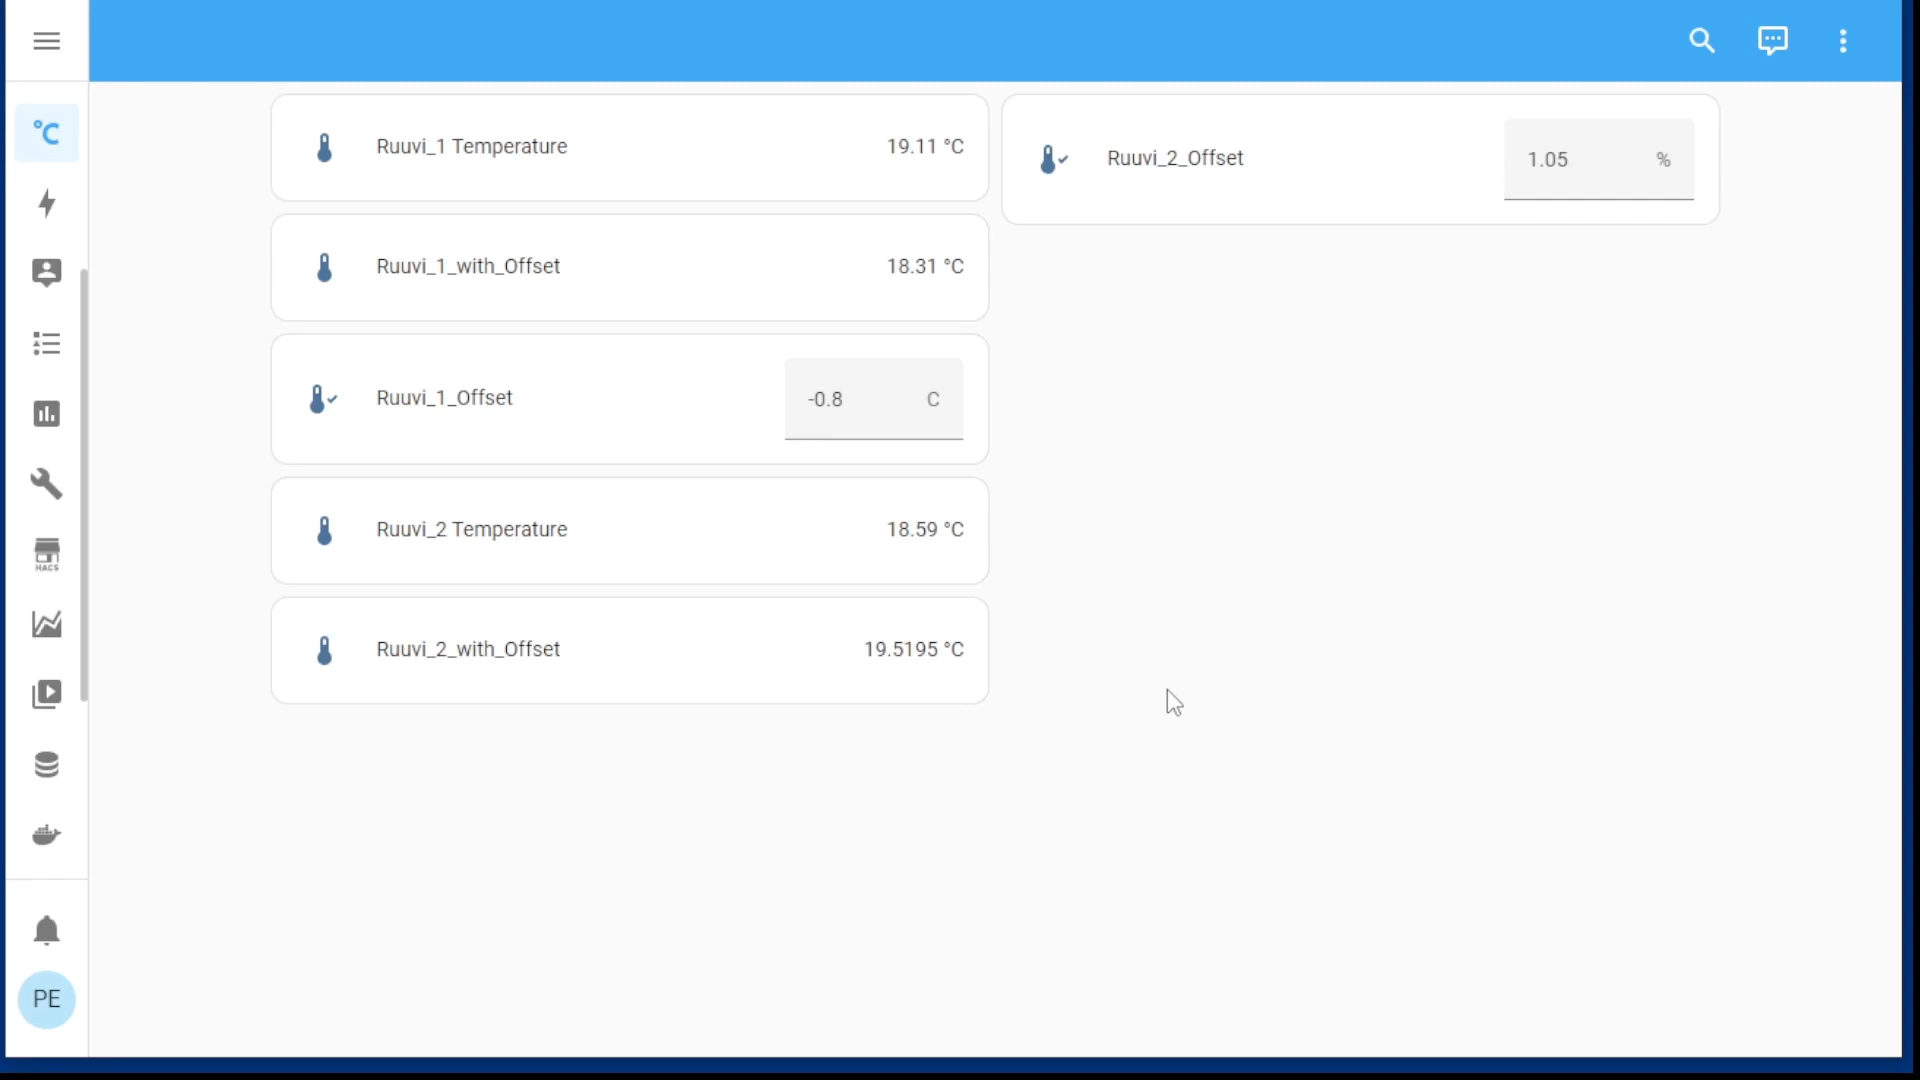 °C
HACS
PE
Ruuvi_1 Temperature 19.11 °C
Ruuvi_1_with_Offset 18.31 °C
Ruuvi_1_Offset -0.8 C
Ruuvi_2 Temperature 18.59 °C
Ruuvi_2_with_Offset 19.5195 °C
Ruuvi_2_Offset 1.05 %